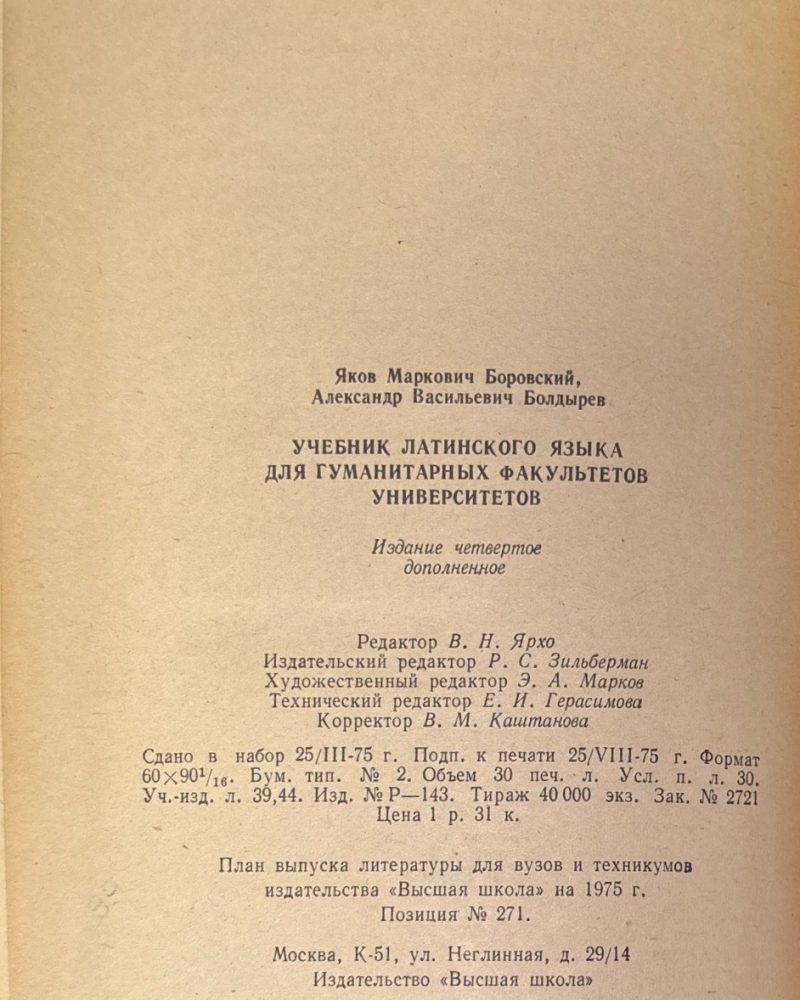 Яков Маркович Боровский,
Александр Васильевич Болдырев
УЧЕБНИК ЛАТИНСКОГО ЯЗЫКА
ДЛЯ ГУМАНИТАРНЫХ ФАКУЛЬТЕТОВ
УНИВЕРСИТЕТОВ
Издание четвертое
дополненное
Редактор В. Н. Ярхо
Издательский редактор Р. С. Зильберман
Художественный редактор Э. А. Марков
Технический редактор Е. И. Герасимова
Корректор В. М. Каштанова
Сдано в набор 25/III-75 г. Подп. к печати 25/VIII-75 г. Формат
60×90¹/₁₆. Бум. тип. № 2. Объем 30 печ. л. Усл. п. л. 30.
Уч.-изд. л. 39,44. Изд. № Р—143. Тираж 40 000 экз. Зак. № 2721
Цена 1 р. 31 к.
План выпуска литературы для вузов и техникумов
издательства «Высшая школа» на 1975 г.
Позиция № 271.
Москва, К-51, ул. Неглинная, д. 29/14
Издательство «Высшая школа»